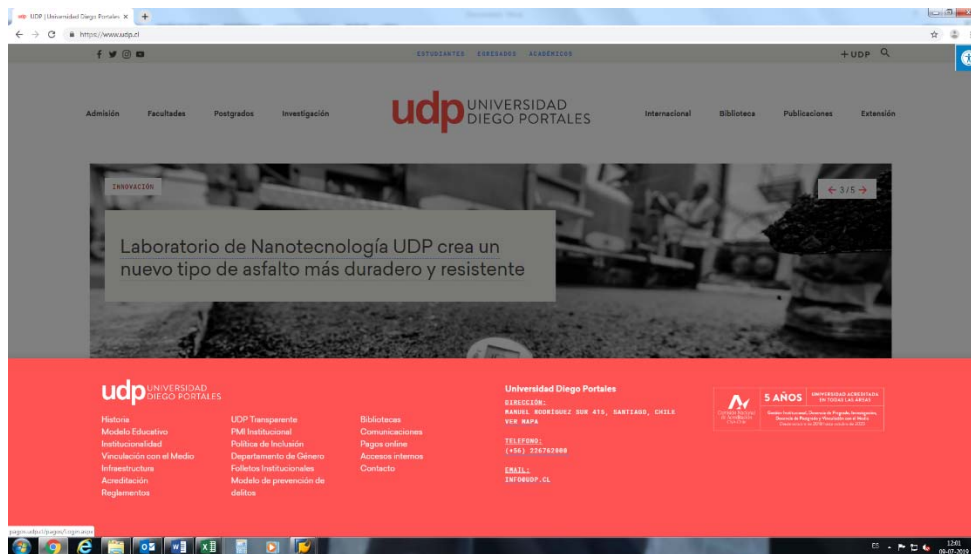 UDP | Universidad Diego Portales
https://www.udp.cl
ESTUDIANTES EGRESADOS ACADÉMICOS
+UDP
Admisión Facultades Postgrados Investigación
udp UNIVERSIDAD
DIEGO PORTALES
Internacional Biblioteca Publicaciones Extensión
INNOVACIÓN
← 3/5 →
Laboratorio de Nanotecnología UDP crea un
nuevo tipo de asfalto más duradero y resistente
udp UNIVERSIDAD
DIEGO PORTALES
Historia
Modelo Educativo
Institucionalidad
Vinculación con el Medio
Infraestructura
Acreditación
Reglamentos
UDP Transparente
PMI Institucional
Política de Inclusión
Departamento de Género
Folletos Institucionales
Modelo de prevención de
delitos
Bibliotecas
Comunicaciones
Pagos online
Accesos internos
Contacto
Universidad Diego Portales
DIRECCIÓN:
MANUEL RODRÍGUEZ SUR 415, SANTIAGO, CHILE
VER MAPA
TELEFONO:
(+56) 226762000
EMAIL:
INFO@UDP.CL
5 AÑOS
UNIVERSIDAD ACREDITADA
EN TODAS LAS ÁREAS
ES
12:01
09-07-2019